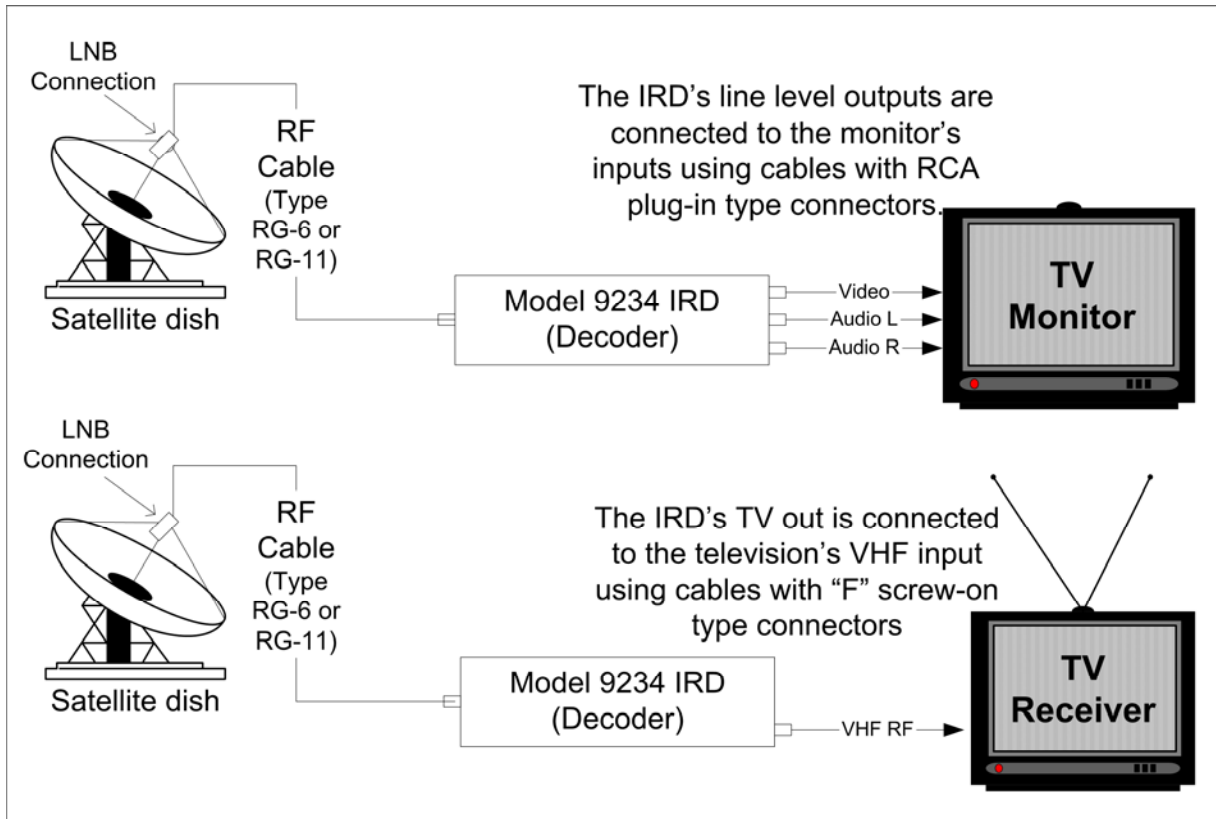 LNB
Connection
RF
Cable
(Type
RG-6 or
RG-11)
Satellite dish
The IRD’s line level outputs are
connected to the monitor’s
inputs using cables with RCA
plug-in type connectors.
Model 9234 IRD
(Decoder)
Video
Audio L
Audio R
TV
Monitor
LNB
Connection
RF
Cable
(Type
RG-6 or
RG-11)
Satellite dish
The IRD’s TV out is connected
to the television’s VHF input
using cables with “F” screw-on
type connectors
Model 9234 IRD
(Decoder)
VHF RF
TV
Receiver